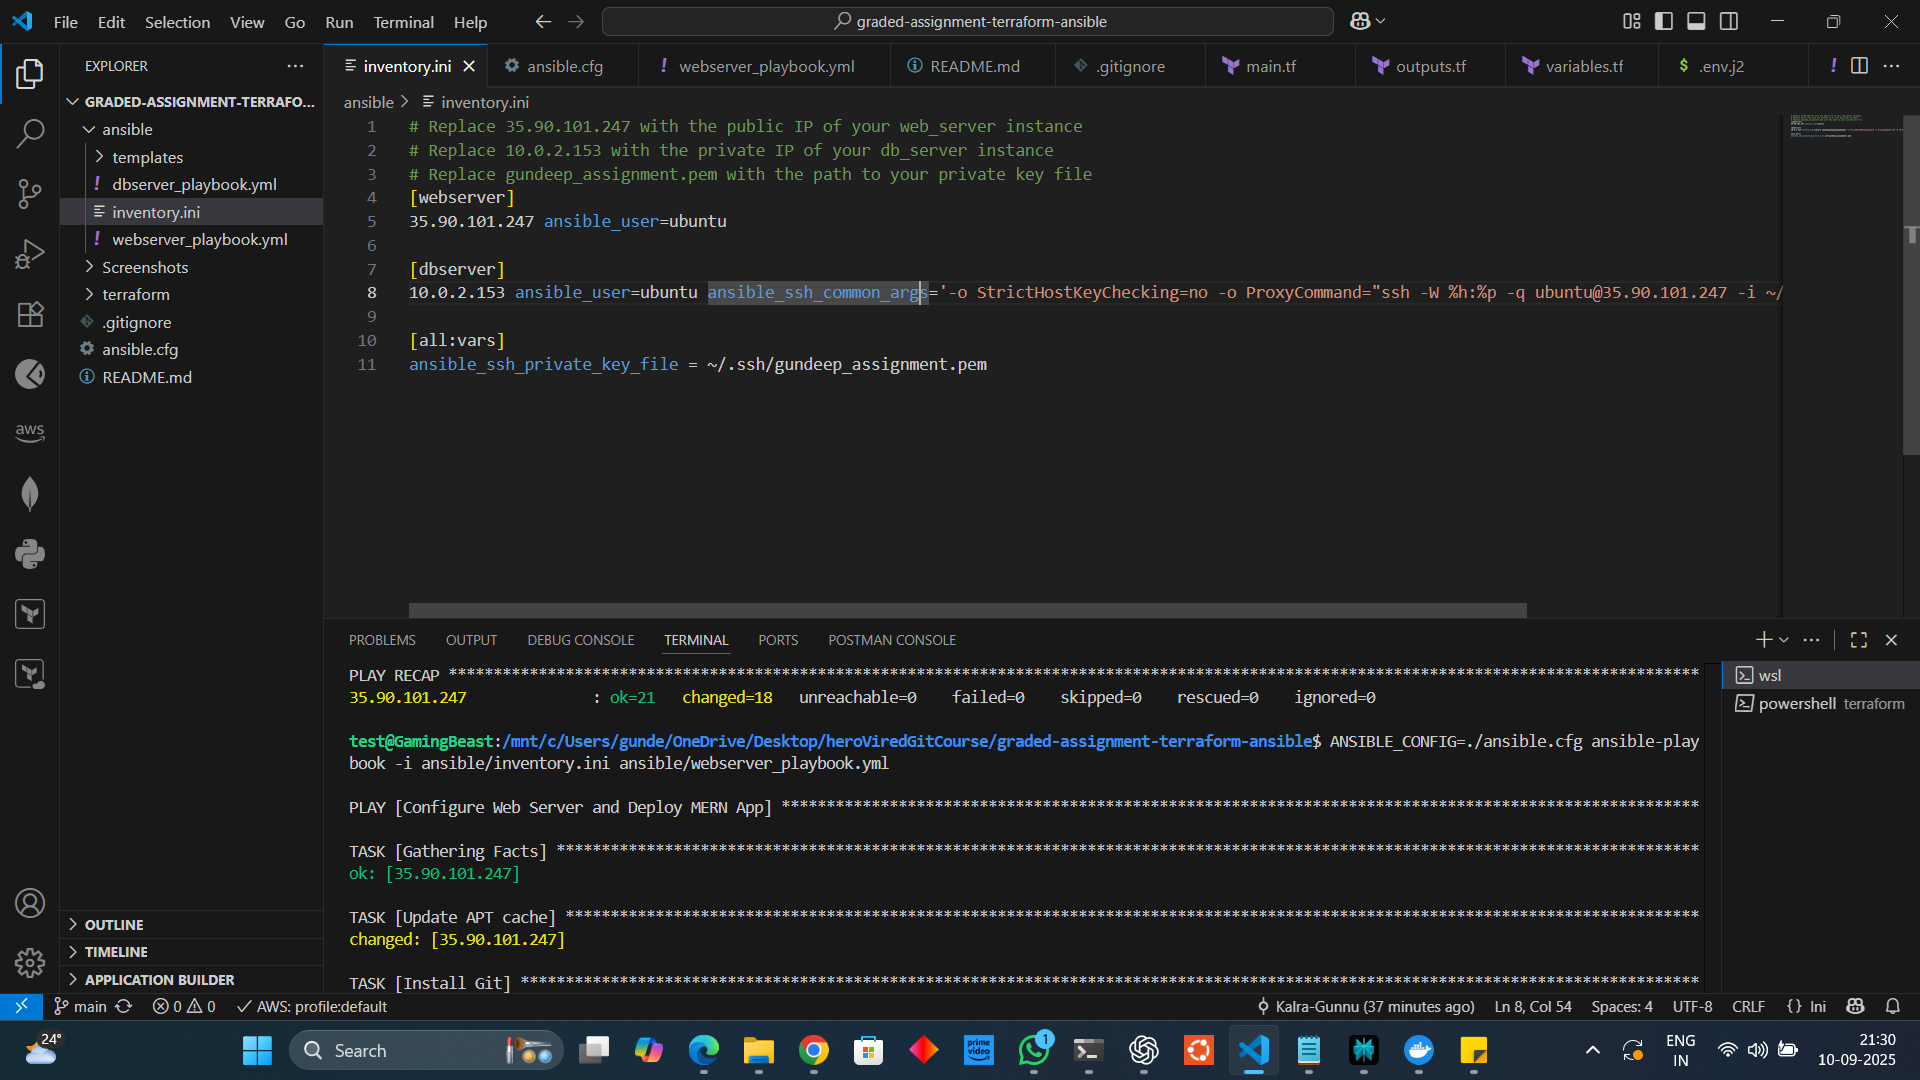 File Edit Selection View Go Run Terminal Help
graded-assignment-terraform-ansible
EXPLORER
GRADED-ASSIGNMENT-TERRAFO...
ansible
templates
dbserver_playbook.yml
inventory.ini
webserver_playbook.yml
Screenshots
terraform
.gitignore
ansible.cfg
README.md
OUTLINE
TIMELINE
APPLICATION BUILDER
aws
inventory.ini ansible.cfg ! webserver_playbook.yml README.md .gitignore main.tf outputs.tf variables.tf $ .env.j2 !
ansible > inventory.ini
1 # Replace 35.90.101.247 with the public IP of your web_server instance
2 # Replace 10.0.2.153 with the private IP of your db_server instance
3 # Replace gundeep_assignment.pem with the path to your private key file
4 [webserver]
5 35.90.101.247 ansible_user=ubuntu
6
7 [dbserver]
8 10.0.2.153 ansible_user=ubuntu ansible_ssh_common_args='-o StrictHostKeyChecking=no -o ProxyCommand="ssh -W %h:%p -q ubuntu@35.90.101.247 -i ~/
9
10 [all:vars]
11 ansible_ssh_private_key_file = ~/.ssh/gundeep_assignment.pem
PROBLEMS OUTPUT DEBUG CONSOLE TERMINAL PORTS POSTMAN CONSOLE
wsl
powershell terraform
PLAY RECAP ****************************************************************************************************************************************
35.90.101.247 : ok=21 changed=18 unreachable=0 failed=0 skipped=0 rescued=0 ignored=0
test@GamingBeast:/mnt/c/Users/gunde/OneDrive/Desktop/heroViredGitCourse/graded-assignment-terraform-ansible$ ANSIBLE_CONFIG=./ansible.cfg ansible-play
book -i ansible/inventory.ini ansible/webserver_playbook.yml
PLAY [Configure Web Server and Deploy MERN App] ******************************************************************************************************
TASK [Gathering Facts] *******************************************************************************************************************************
ok: [35.90.101.247]
TASK [Update APT cache] ******************************************************************************************************************************
changed: [35.90.101.247]
TASK [Install Git] ***********************************************************************************************************************************
main 0 0 AWS: profile:default Kalra-Gunnu (37 minutes ago) Ln 8, Col 54 Spaces: 4 UTF-8 CRLF {} Ini
24°
Search
prime video
1
ENG
IN
21:30
10-09-2025